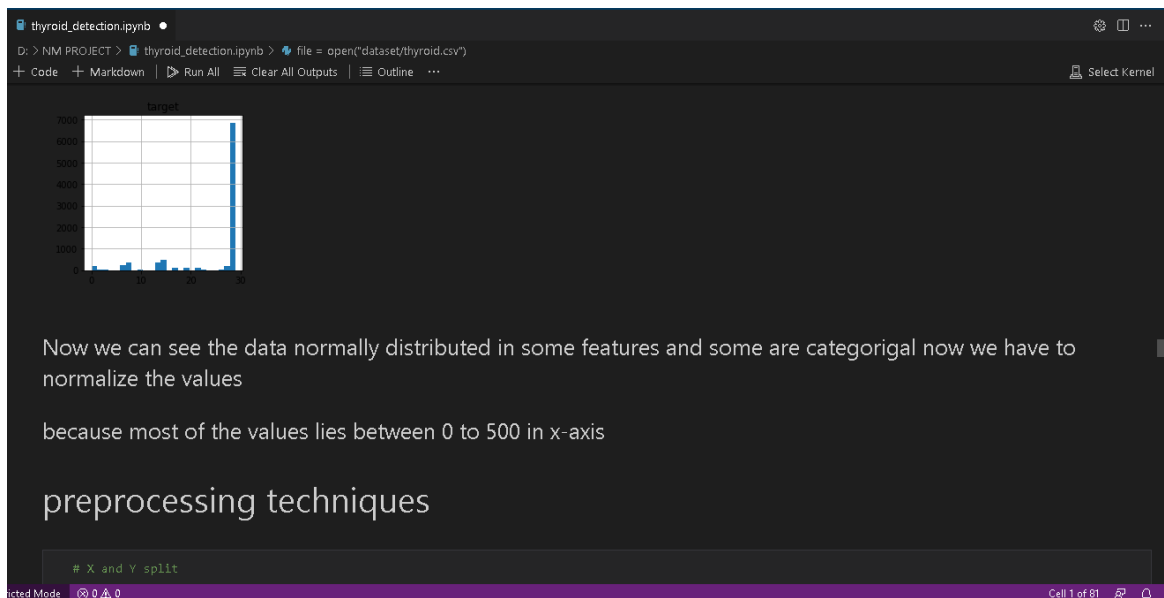 thyroid_detection.ipynb
D: > NM PROJECT > thyroid_detection.ipynb > file = open("dataset/thyroid.csv")
+ Code + Markdown | Run All Clear All Outputs | Outline ... Select Kernel
target
7000
6000
5000
4000
3000
2000
1000
0
0 10 20 30
Now we can see the data normally distributed in some features and some are categorigal now we have to
normalize the values
because most of the values lies between 0 to 500 in x-axis
preprocessing techniques
# X and Y split
icted Mode 0 0 Cell 1 of 81